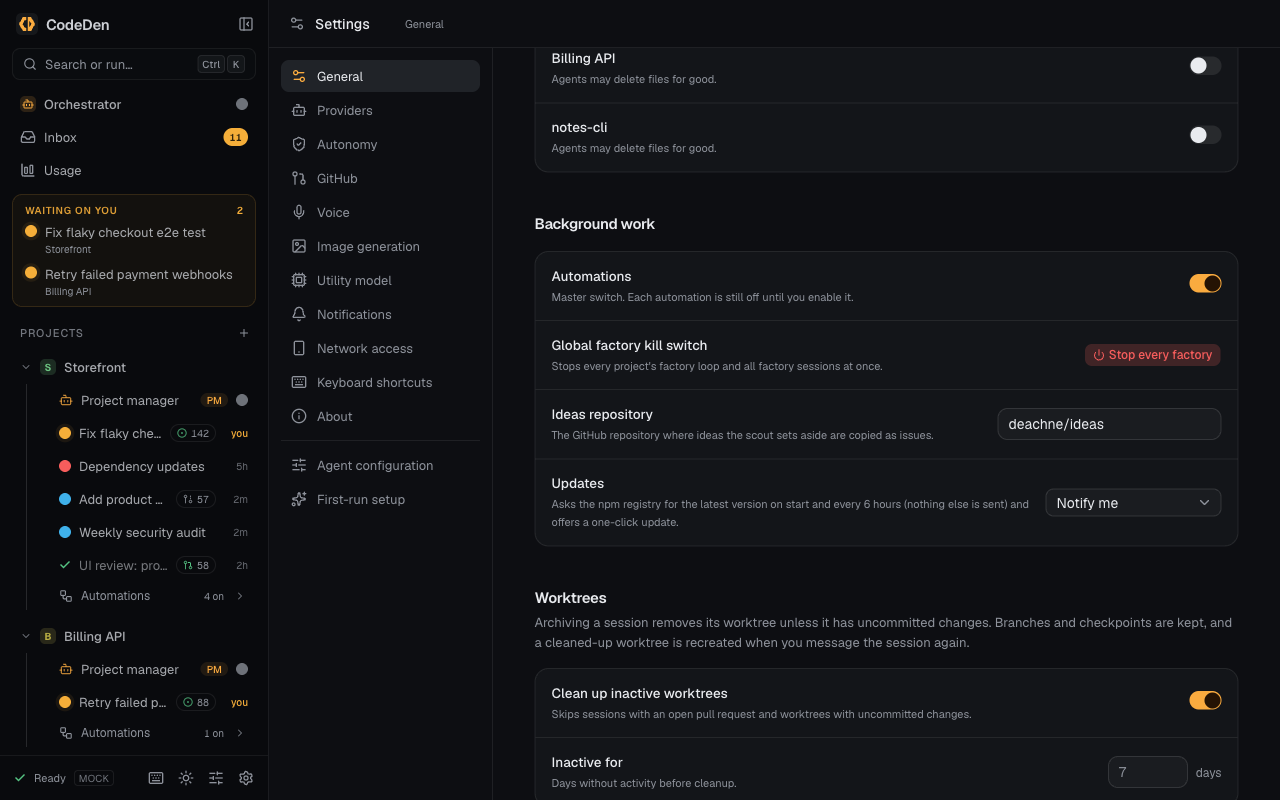 CodeDen
Search or run… Ctrl K
Orchestrator
Inbox 11
Usage
WAITING ON YOU 2
Fix flaky checkout e2e test
Storefront
Retry failed payment webhooks
Billing API
PROJECTS
S Storefront
Project manager PM
Fix flaky che… 142 you
Dependency updates 5h
Add product … 57 2m
Weekly security audit 2m
UI review: pro… 58 2h
Automations 4 on
B Billing API
Project manager PM
Retry failed p… 88 you
Automations 1 on
Ready MOCK
Settings General
General
Providers
Autonomy
GitHub
Voice
Image generation
Utility model
Notifications
Network access
Keyboard shortcuts
About
Agent configuration
First-run setup
Billing API
Agents may delete files for good.
notes-cli
Agents may delete files for good.
Background work
Automations
Master switch. Each automation is still off until you enable it.
Global factory kill switch
Stops every project's factory loop and all factory sessions at once.
Stop every factory
Ideas repository
The GitHub repository where ideas the scout sets aside are copied as issues.
deachne/ideas
Updates
Asks the npm registry for the latest version on start and every 6 hours (nothing else is sent) and
offers a one-click update.
Notify me
Worktrees
Archiving a session removes its worktree unless it has uncommitted changes. Branches and checkpoints are kept, and
a cleaned-up worktree is recreated when you message the session again.
Clean up inactive worktrees
Skips sessions with an open pull request and worktrees with uncommitted changes.
Inactive for
Days without activity before cleanup.
7 days